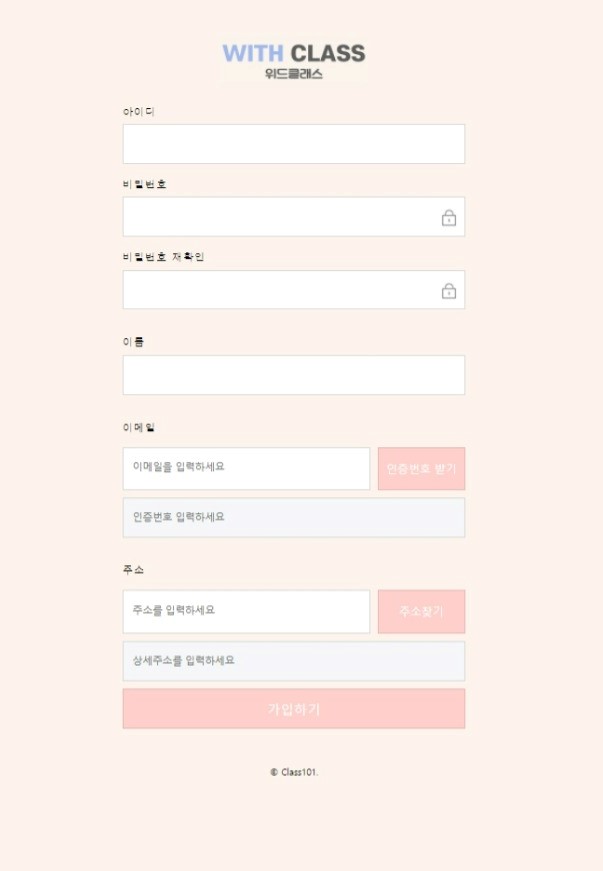 WITH CLASS
위드클래스
아이디
비밀번호
비밀번호 재확인
이름
이메일
이메일을 입력하세요
인증번호 받기
인증번호 입력하세요
주소
주소를 입력하세요
주소찾기
상세주소를 입력하세요
가입하기
© Class101.